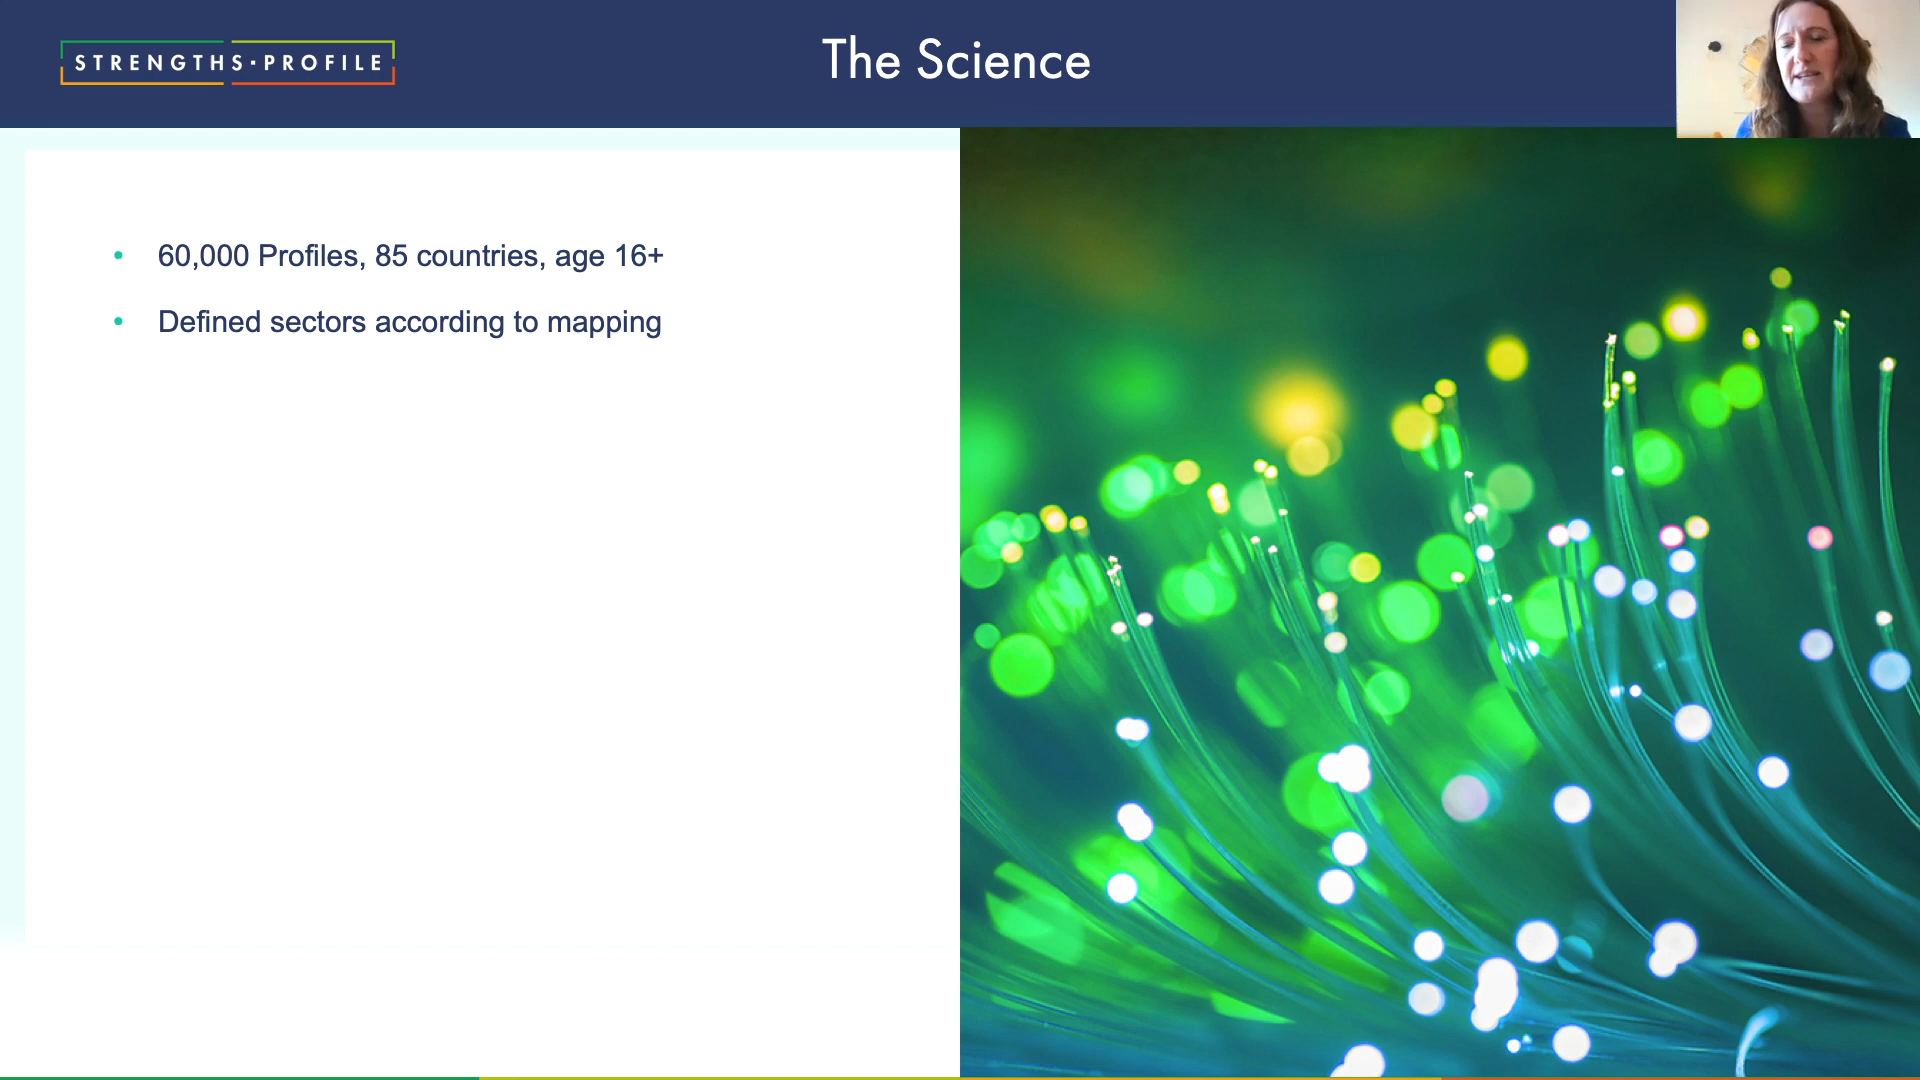 STRENGTHS·PROFILE
The Science
• 60,000 Profiles, 85 countries, age 16+
• Defined sectors according to mapping